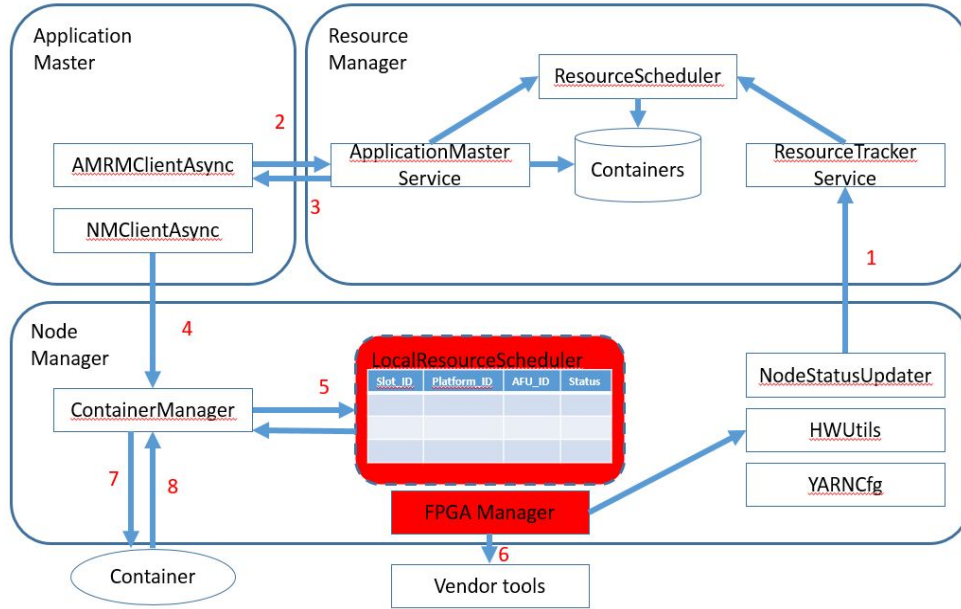 Application
Master
Resource
Manager
ResourceScheduler
2
AMRMClientAsync
ApplicationMaster
Service
Containers
ResourceTracker
Service
3
NMClientAsync
1
4
Node
Manager
LocalResourceScheduler
Slot_ID Platform_ID AFU_ID Status
NodeStatusUpdater
5
ContainerManager
HWUtils
7
8
YARNCfg
FPGA Manager
6
Container
Vendor tools